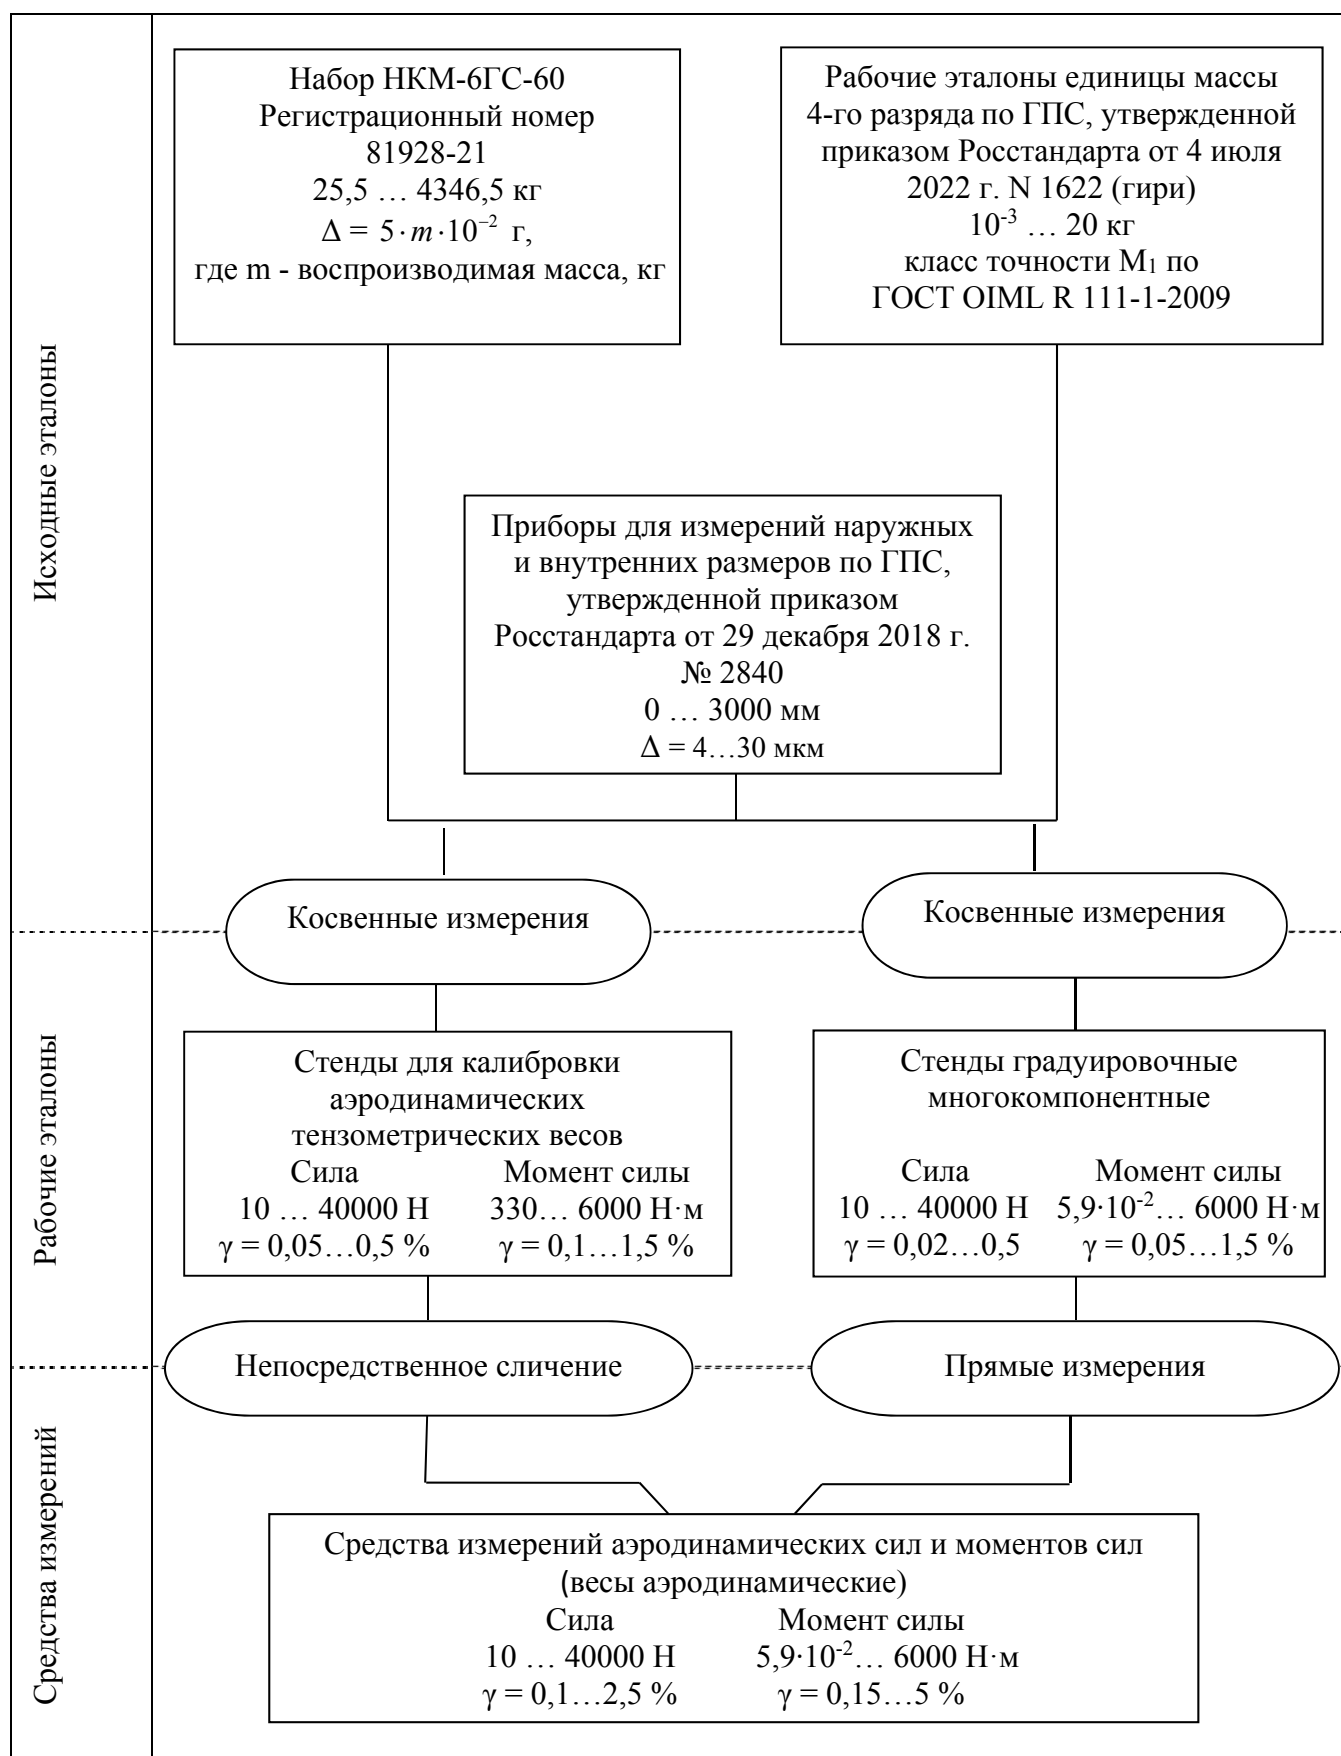 Исходные эталоны
Набор НКМ-6ГС-60
Регистрационный номер
81928-21
25,5 … 4346,5 кг
Δ = 5·m·10⁻² г,
где m - воспроизводимая масса, кг
Рабочие эталоны единицы массы
4-го разряда по ГПС, утвержденной
приказом Росстандарта от 4 июля
2022 г. N 1622 (гири)
10⁻³ … 20 кг
класс точности М₁ по
ГОСТ OIML R 111-1-2009
Приборы для измерений наружных
и внутренних размеров по ГПС,
утвержденной приказом
Росстандарта от 29 декабря 2018 г.
№ 2840
0 … 3000 мм
Δ = 4…30 мкм
Косвенные измерения
Косвенные измерения
Рабочие эталоны
Стенды для калибровки
аэродинамических
тензометрических весов
Сила Момент силы
10 … 40000 Н 330… 6000 Н·м
γ = 0,05…0,5 % γ = 0,1…1,5 %
Стенды градуировочные
многокомпонентные
Сила Момент силы
10 … 40000 Н 5,9·10⁻²… 6000 Н·м
γ = 0,02…0,5 γ = 0,05…1,5 %
Непосредственное сличение
Прямые измерения
Средства измерений
Средства измерений аэродинамических сил и моментов сил
(весы аэродинамические)
Сила Момент силы
10 … 40000 Н 5,9·10⁻²… 6000 Н·м
γ = 0,1…2,5 % γ = 0,15…5 %